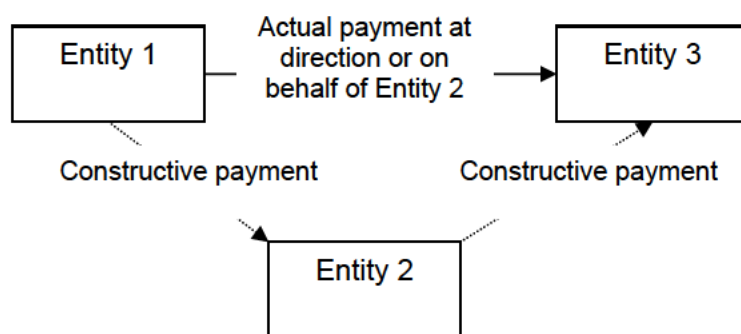 Entity 1
Actual payment at
direction or on
behalf of Entity 2
Entity 3
Constructive payment
Constructive payment
Entity 2